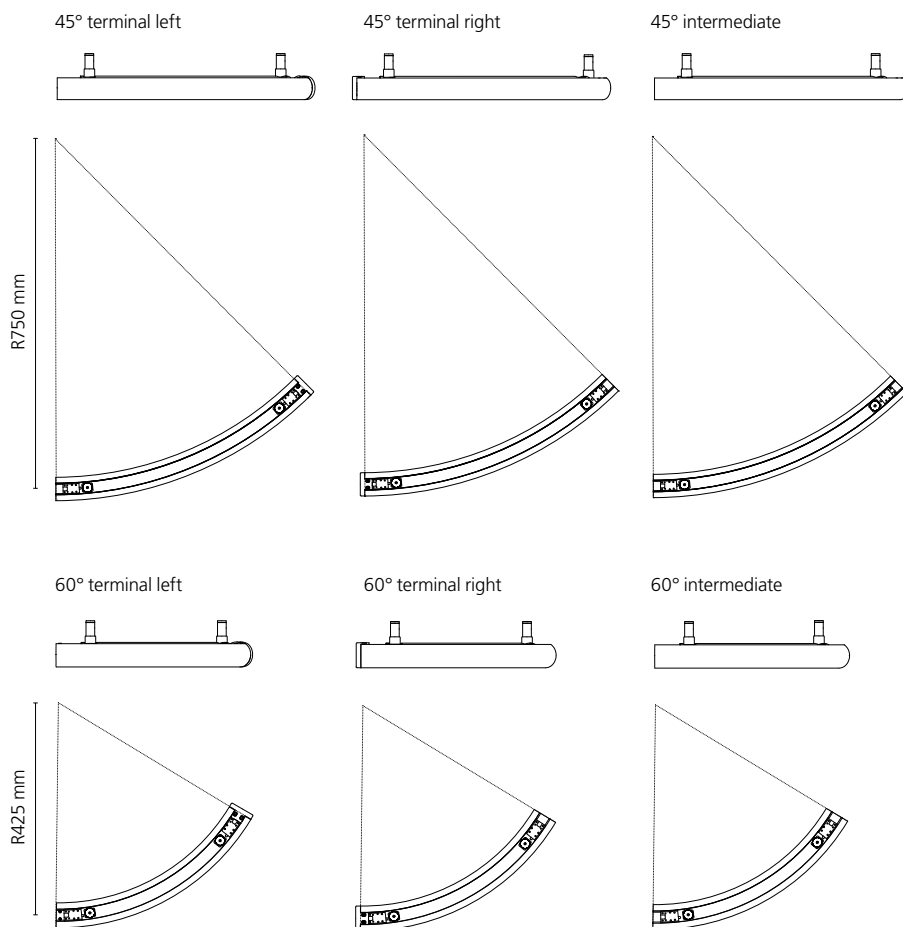 45° terminal left
45° terminal right
45° intermediate
R750 mm
60° terminal left
60° terminal right
60° intermediate
R425 mm